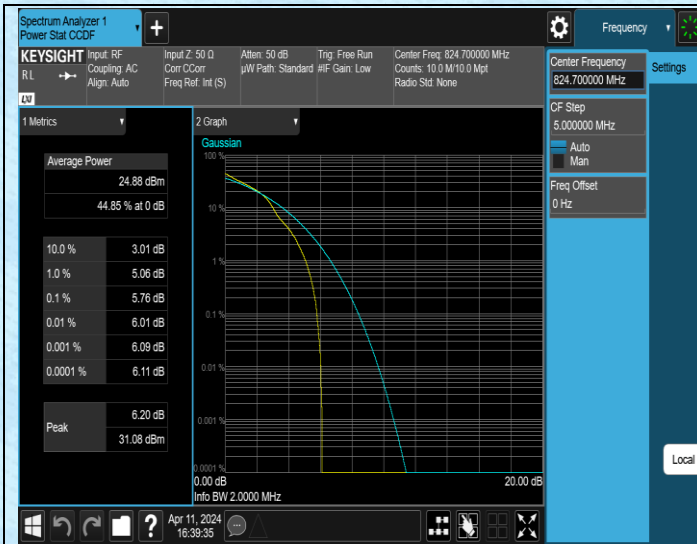 Spectrum Analyzer 1
Power Stat CCDF
Frequency
KEYSIGHT
RL
LXI
Input: RF
Coupling: AC
Align: Auto
Input Z: 50 Ω
Corr CCorr
Freq Ref: Int (S)
Atten: 50 dB
µW Path: Standard
Trig: Free Run
#IF Gain: Low
Center Freq: 824.700000 MHz
Counts: 10.0 M/10.0 Mpt
Radio Std: None
Center Frequency
824.700000 MHz
Settings
CF Step
5.000000 MHz
Auto
Man
Freq Offset
0 Hz
1 Metrics
Average Power
24.88 dBm
44.85 % at 0 dB
10.0 % 3.01 dB
1.0 % 5.06 dB
0.1 % 5.76 dB
0.01 % 6.01 dB
0.001 % 6.09 dB
0.0001 % 6.11 dB
Peak
6.20 dB
31.08 dBm
2 Graph
Gaussian
100 %
10 %
1 %
0.1 %
0.01 %
0.001 %
0.0001 %
0.00 dB
20.00 dB
Info BW 2.0000 MHz
Local
?
Apr 11, 2024
16:39:35